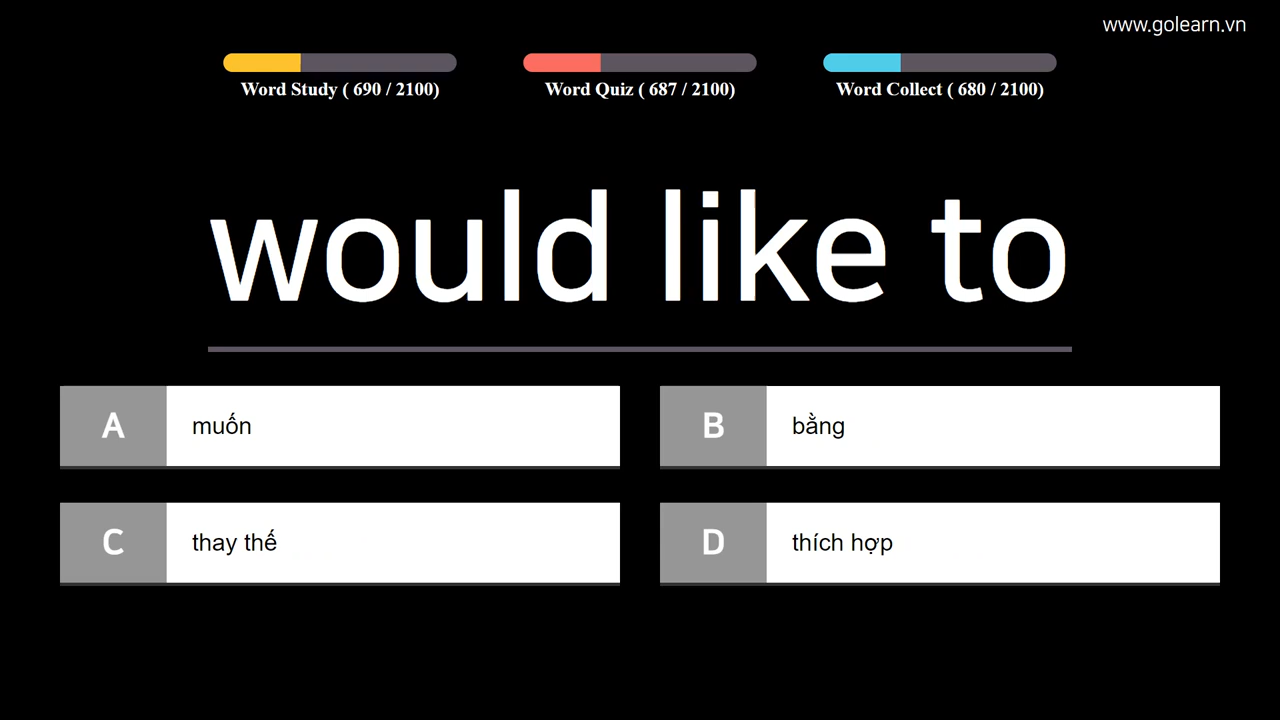 www.golearn.vn
Word Study ( 690 / 2100)
Word Quiz ( 687 / 2100)
Word Collect ( 680 / 2100)
would like to
A muốn
B bằng
C thay thế
D thích hợp